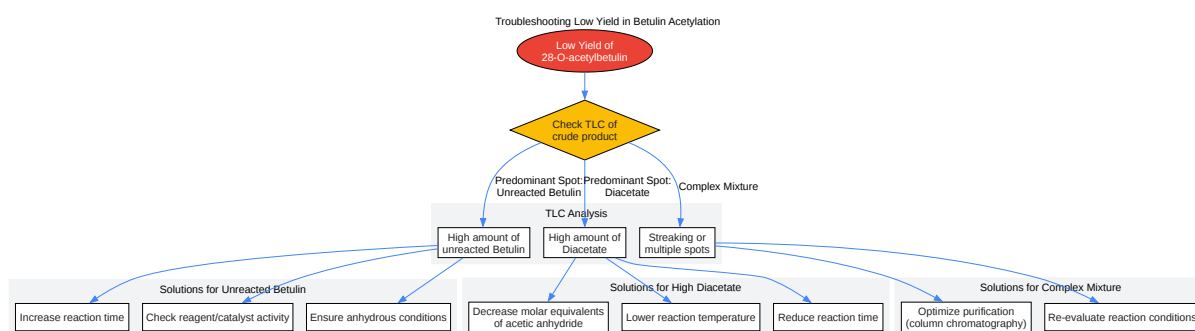 Troubleshooting Low Yield in Betulin Acetylation
Low Yield of
28-O-acetylbetulin
Check TLC of
crude product
Predominant Spot:
Unreacted Betulin
Predominant Spot:
Diacetate
Complex Mixture
TLC Analysis
High amount of
unreacted Betulin
High amount of
Diacetate
Streaking or
multiple spots
Solutions for Unreacted Betulin
Increase reaction time
Check reagent/catalyst activity
Ensure anhydrous conditions
Solutions for High Diacetate
Decrease molar equivalents
of acetic anhydride
Lower reaction temperature
Reduce reaction time
Solutions for Complex Mixture
Optimize purification
(column chromatography)
Re-evaluate reaction conditions